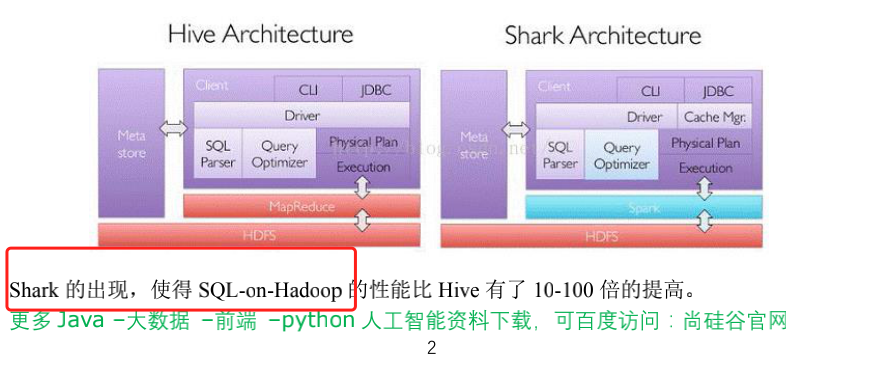 Hive Architecture
Shark Architecture
Client
CLI
JDBC
Driver
Meta store
SQL Parser
Query Optimizer
Physical Plan
Execution
MapReduce
HDFS
Client
CLI
JDBC
Driver
Cache Mgr.
Meta store
SQL Parser
Query Optimizer
Physical Plan
Execution
Spark
HDFS
Shark 的出现，使得 SQL-on-Hadoop 的性能比 Hive 有了 10-100 倍的提高。
更多 Java –大数据 –前端 –python 人工智能资料下载，可百度访问：尚硅谷官网
2